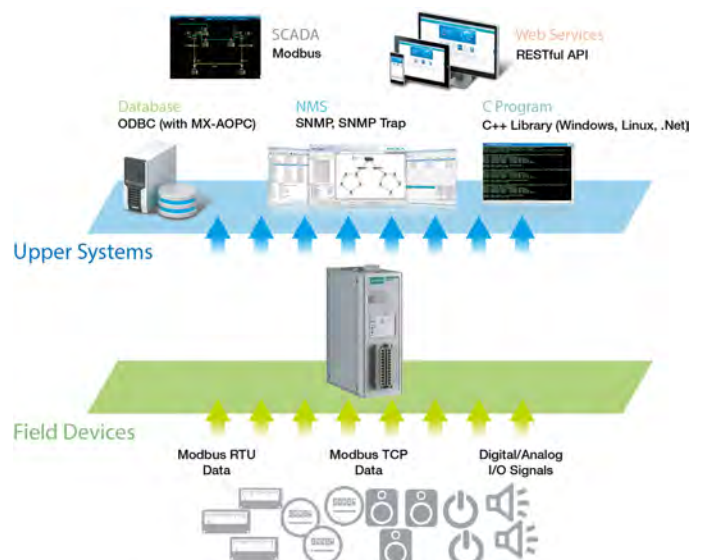 SCADA
Modbus
Web Services
RESTful API
Database
ODBC (with MX-AOPC)
NMS
SNMP, SNMP Trap
C Program
C++ Library (Windows, Linux, .Net)
Upper Systems
Field Devices
Modbus RTU
Data
Modbus TCP
Data
Digital/Analog
I/O Signals